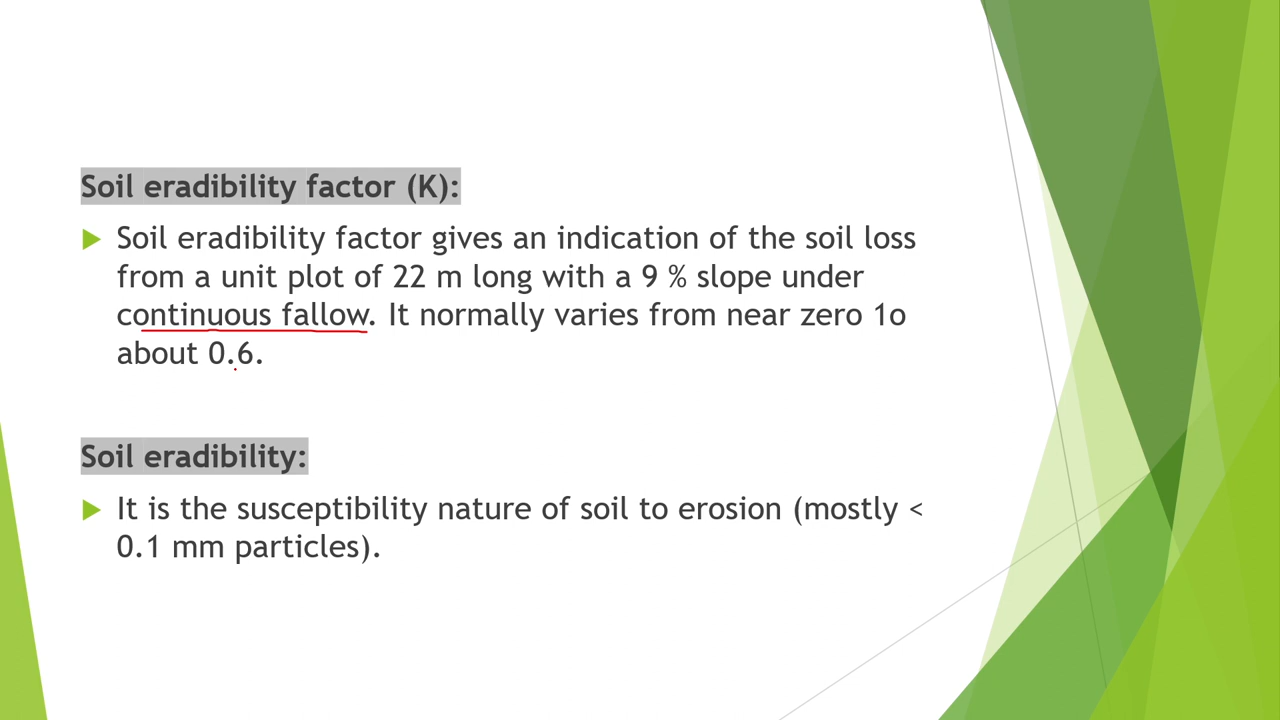 Soil eradibility factor (K):
Soil eradibility factor gives an indication of the soil loss
from a unit plot of 22 m long with a 9 % slope under
continuous fallow. It normally varies from near zero 1o
about 0.6.
Soil eradibility:
It is the susceptibility nature of soil to erosion (mostly <
0.1 mm particles).